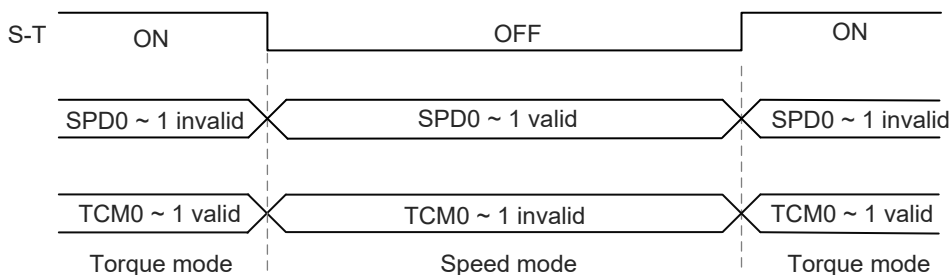 S-T ON OFF ON
SPD0 ~ 1 invalid SPD0 ~ 1 valid SPD0 ~ 1 invalid
TCM0 ~ 1 valid TCM0 ~ 1 invalid TCM0 ~ 1 valid
Torque mode Speed mode Torque mode